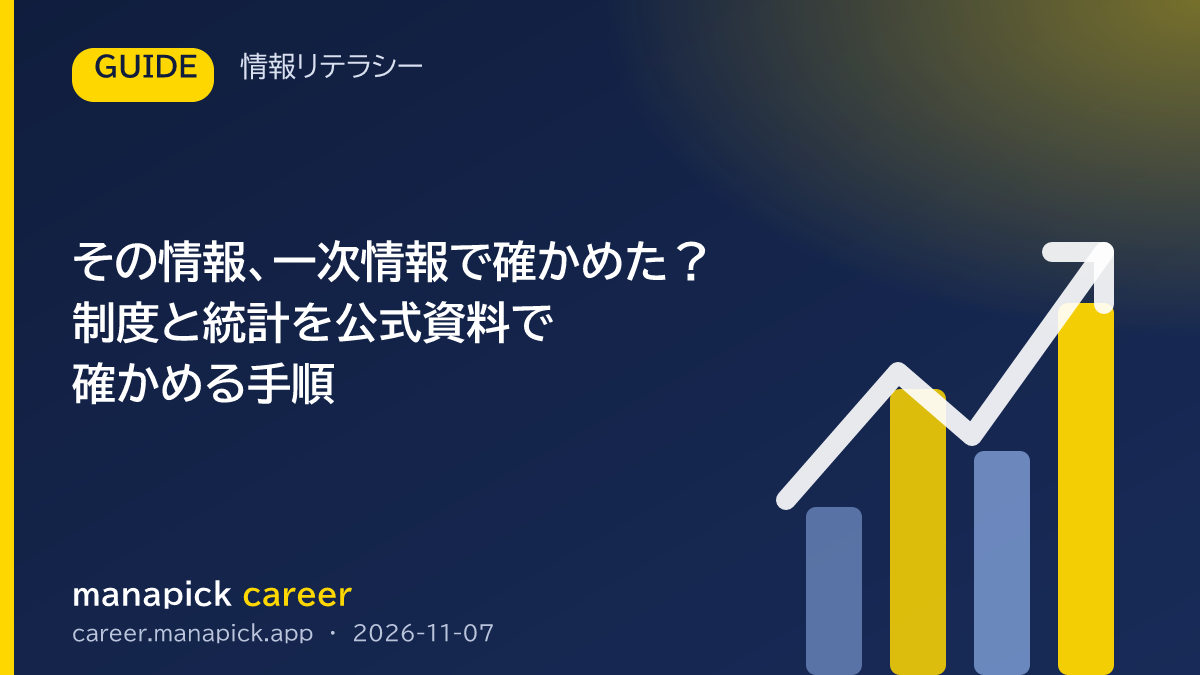 GUIDE 情報リテラシー
その情報、一次情報で確かめた？
制度と統計を公式資料で
確かめる手順
manapick career
career.manapick.app ・ 2026-11-07